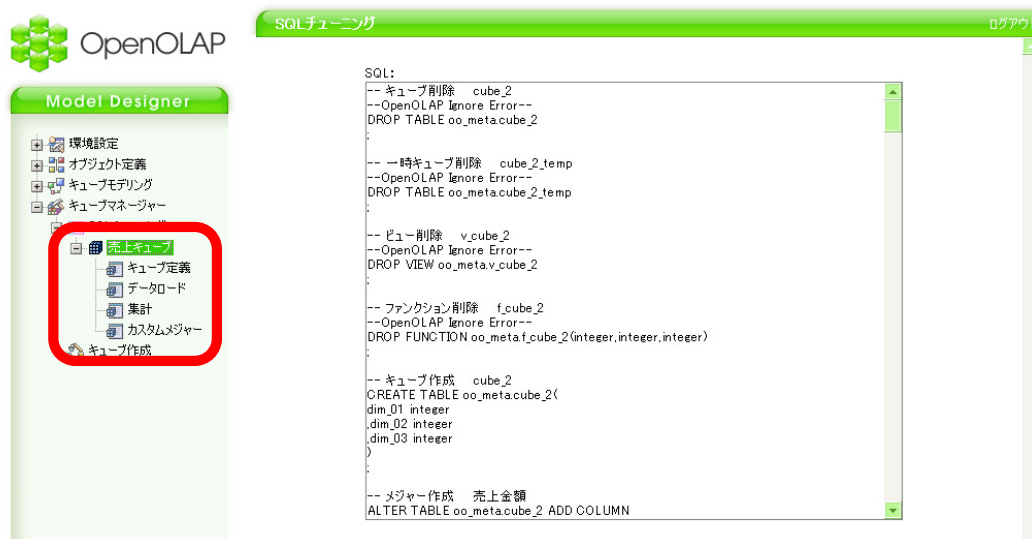 OpenOLAP
SQLチューニング
ログアウ
Model Designer
環境設定
オブジェクト定義
キューブモデリング
キューブマネージャー
売上キューブ
キューブ定義
データロード
集計
カスタムメジャー
キューブ作成
SQL:
-- キューブ削除 cube_2
--OpenOLAP Ignore Error--
DROP TABLE oo_meta.cube_2
;
-- 一時キューブ削除 cube_2_temp
--OpenOLAP Ignore Error--
DROP TABLE oo_meta.cube_2_temp
;
-- ビュー削除 v_cube_2
--OpenOLAP Ignore Error--
DROP VIEW oo_meta.v_cube_2
;
-- ファンクション削除 f_cube_2
--OpenOLAP Ignore Error--
DROP FUNCTION oo_meta.f_cube_2(integer,integer,integer)
;
-- キューブ作成 cube_2
CREATE TABLE oo_meta.cube_2(
dim_01 integer
,dim_02 integer
,dim_03 integer
)
;
-- メジャー作成 売上金額
ALTER TABLE oo_meta.cube_2 ADD COLUMN